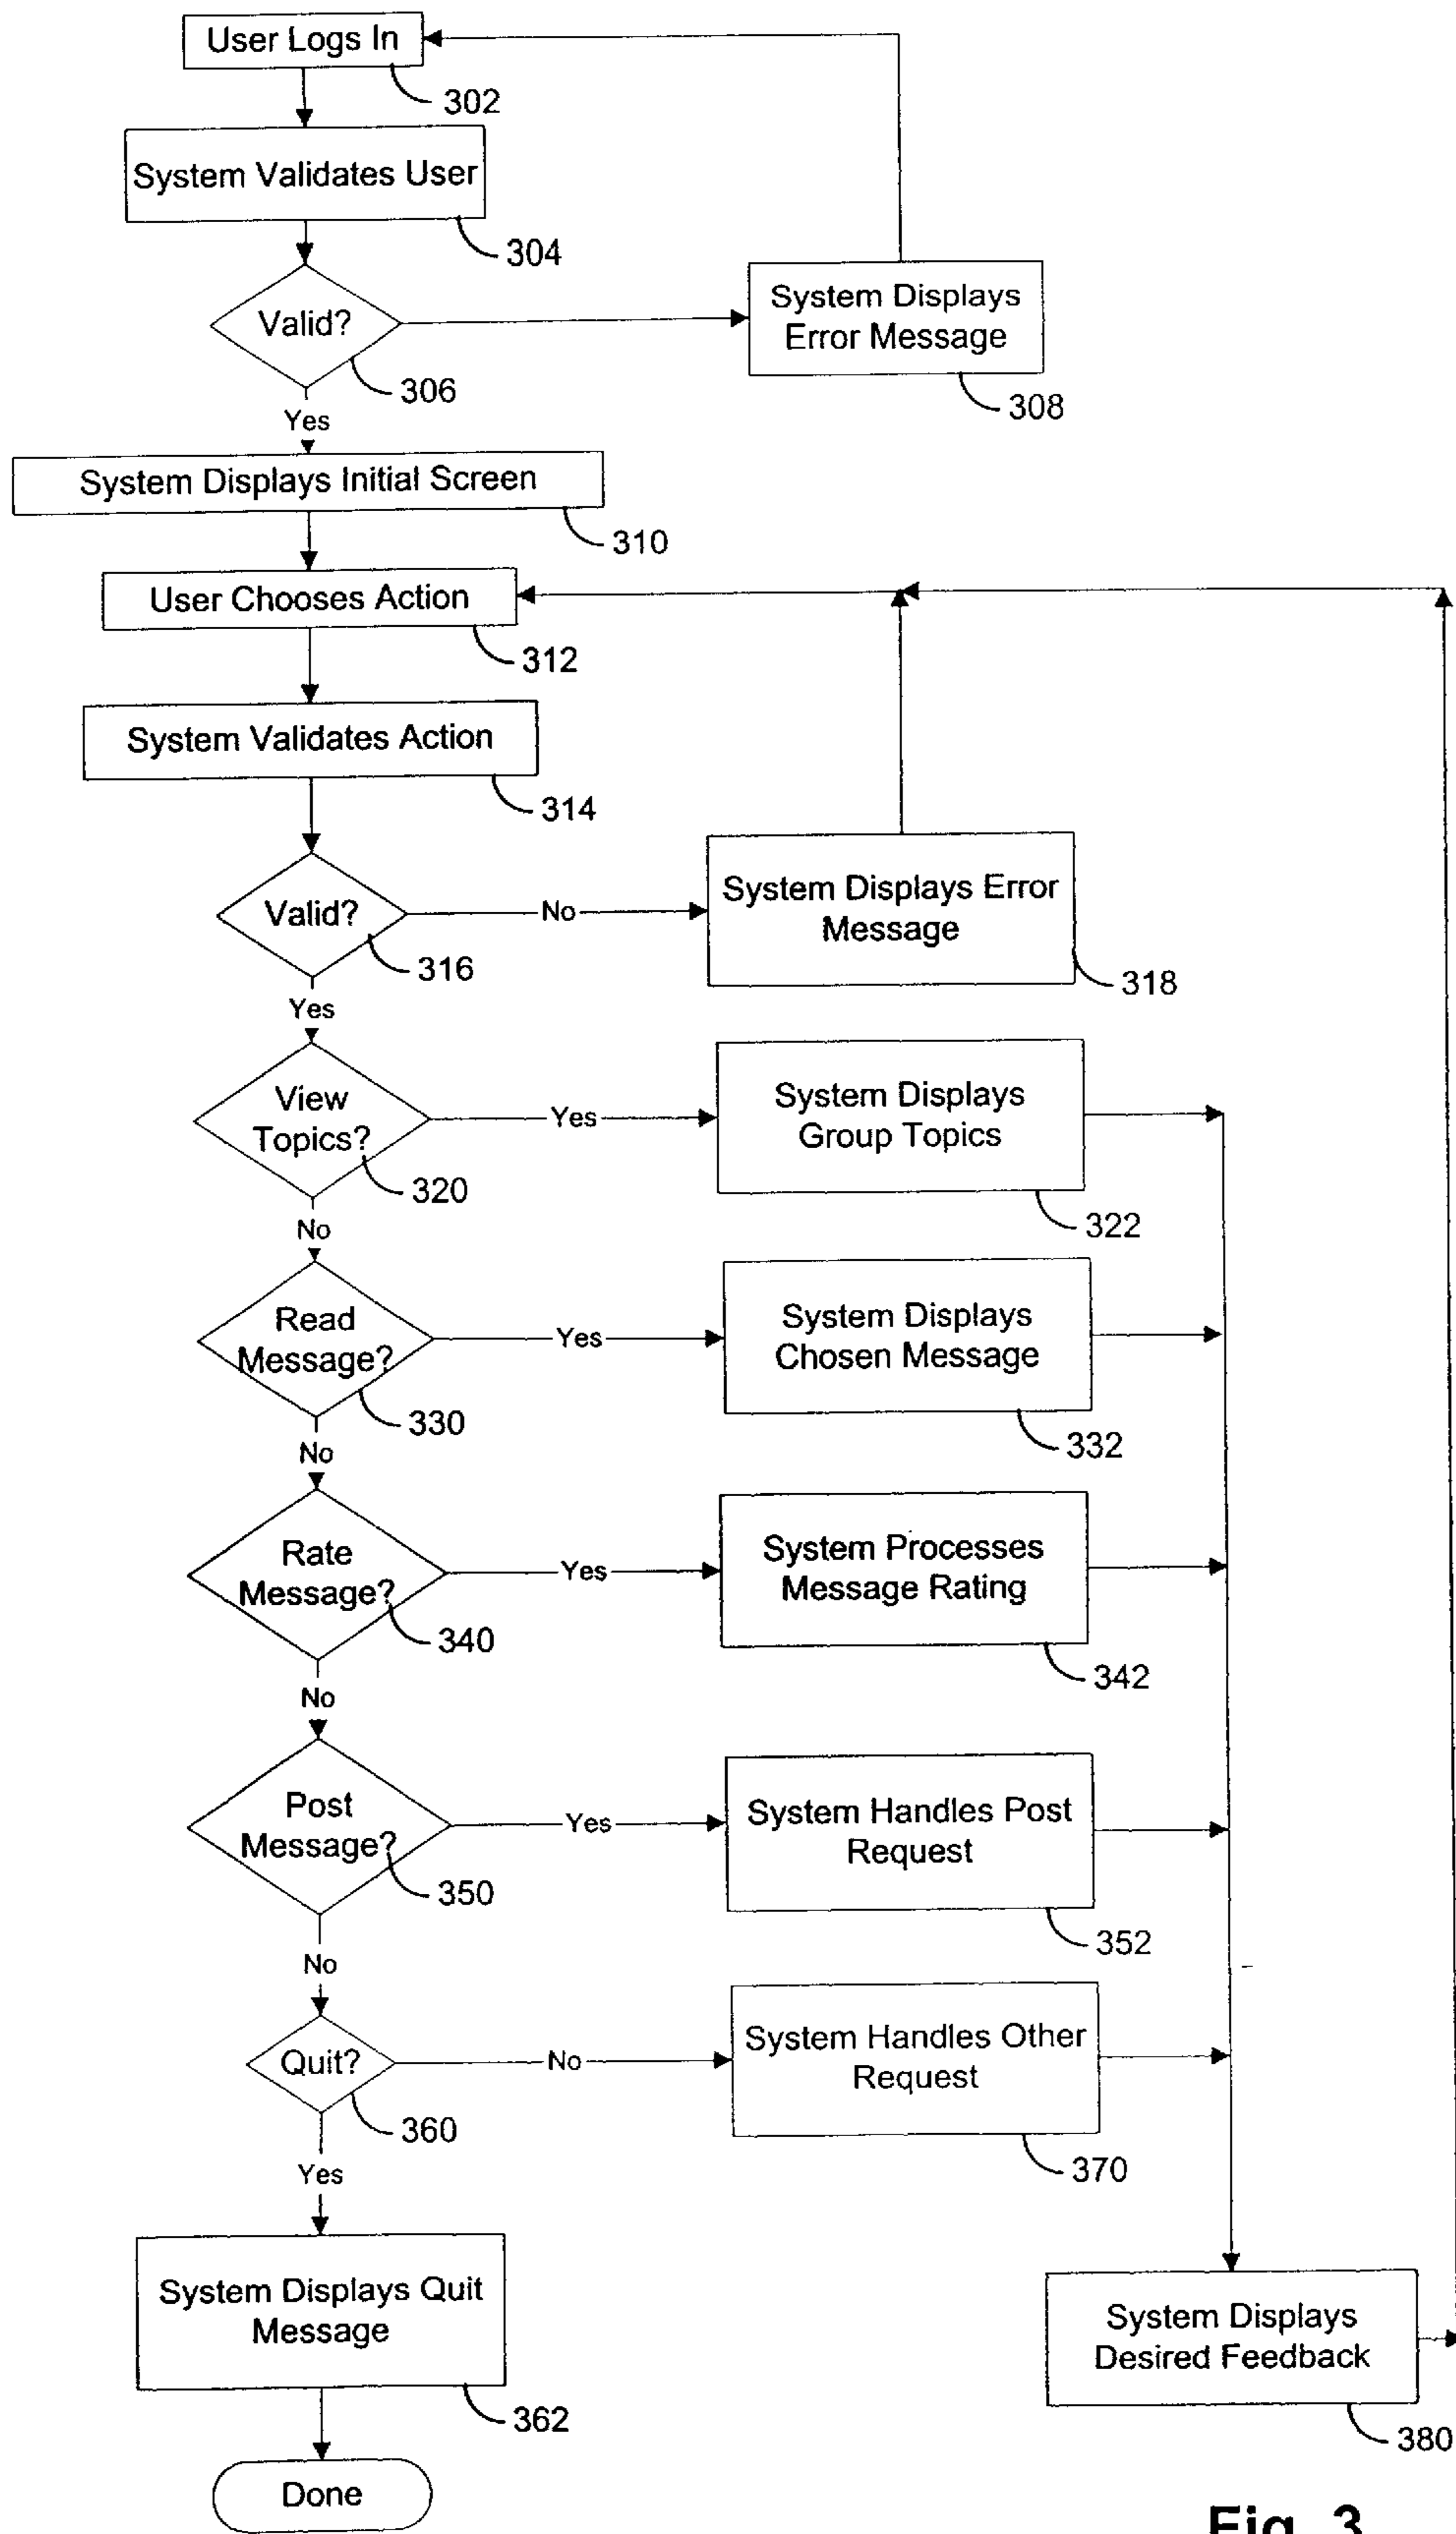 User Logs In
302
System Validates User
304
Valid?
306
System Displays
Error Message
308
Yes
System Displays Initial Screen
310
User Chooses Action
312
System Validates Action
314
Valid?
316
No
System Displays Error
Message
318
Yes
View
Topics?
320
Yes
System Displays
Group Topics
322
No
Read
Message?
330
Yes
System Displays
Chosen Message
332
No
Rate
Message?
340
Yes
System Processes
Message Rating
342
No
Post
Message?
350
Yes
System Handles Post
Request
352
No
Quit?
360
No
System Handles Other
Request
370
Yes
System Displays Quit
Message
362
System Displays
Desired Feedback
380
Done
Fig. 3